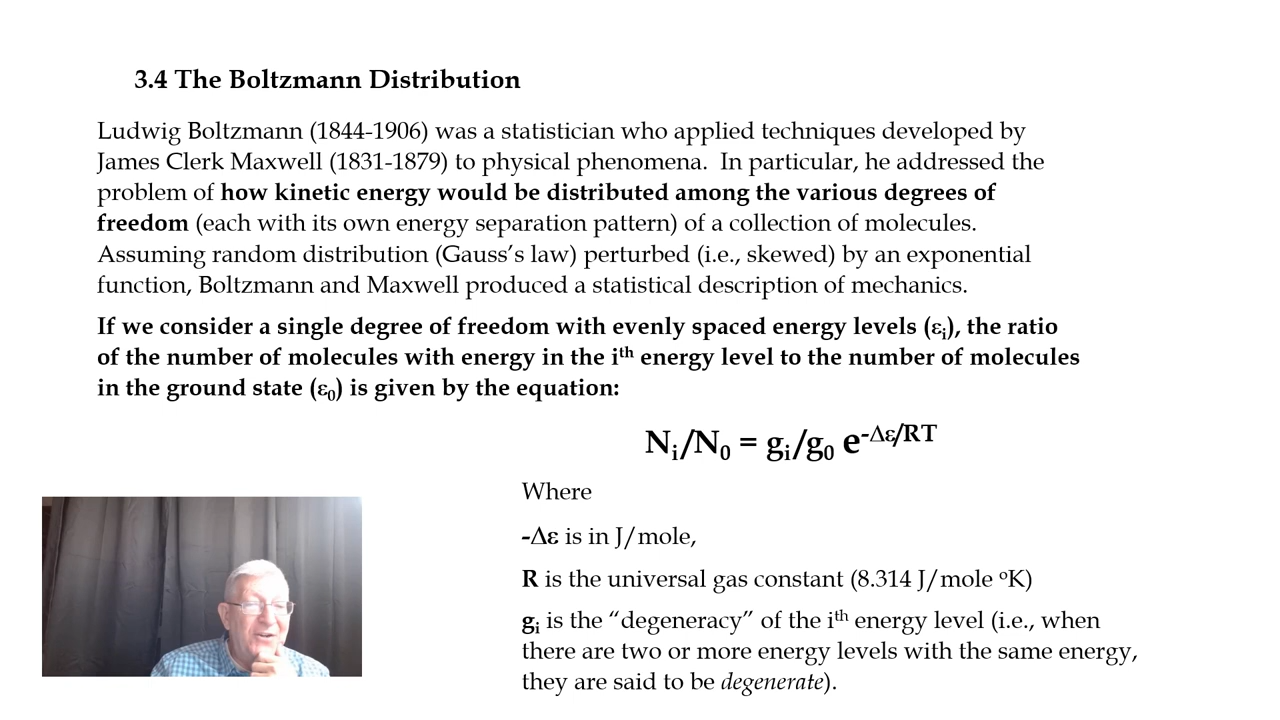 3.4 The Boltzmann Distribution
Ludwig Boltzmann (1844-1906) was a statistician who applied techniques developed by
James Clerk Maxwell (1831-1879) to physical phenomena.  In particular, he addressed the
problem of how kinetic energy would be distributed among the various degrees of
freedom (each with its own energy separation pattern) of a collection of molecules.
Assuming random distribution (Gauss's law) perturbed (i.e., skewed) by an exponential
function, Boltzmann and Maxwell produced a statistical description of mechanics.
If we consider a single degree of freedom with evenly spaced energy levels (εᵢ), the ratio
of the number of molecules with energy in the iᵗʰ energy level to the number of molecules
in the ground state (ε₀) is given by the equation:
Nᵢ/N₀ = gᵢ/g₀ e^-Δε/RT
Where
-Δε is in J/mole,
R is the universal gas constant (8.314 J/mole ᵒK)
gᵢ is the “degeneracy” of the iᵗʰ energy level (i.e., when
there are two or more energy levels with the same energy,
they are said to be degenerate).